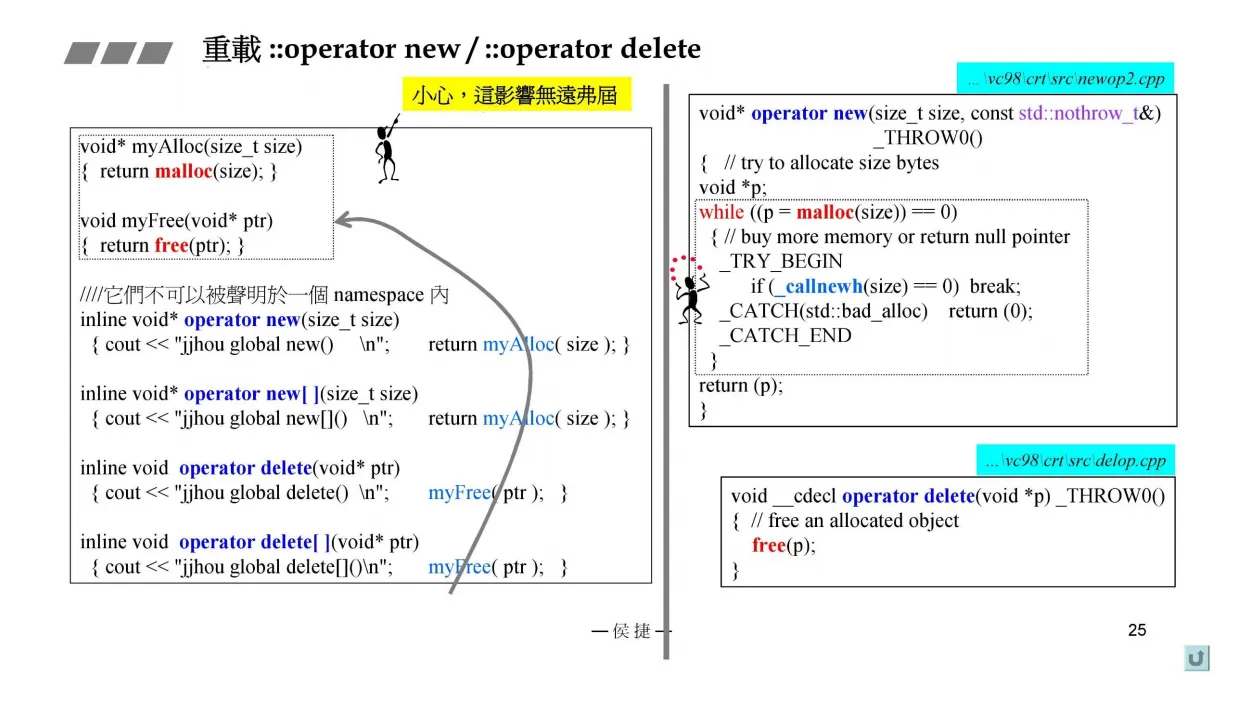 重載 ::operator new / ::operator delete
小心，這影響無遠弗屆
void* myAlloc(size_t size)
{ return malloc(size); }
void myFree(void* ptr)
{ return free(ptr); }
////它們不可以被聲明於一個 namespace 內
inline void* operator new(size_t size)
{ cout << "jjhou global new() \n"; return myAlloc( size ); }
inline void* operator new[ ](size_t size)
{ cout << "jjhou global new[]() \n"; return myAlloc( size ); }
inline void operator delete(void* ptr)
{ cout << "jjhou global delete() \n"; myFree( ptr ); }
inline void operator delete[ ](void* ptr)
{ cout << "jjhou global delete[]()\n"; myFree( ptr ); }
...\vc98\crt\src\newop2.cpp
void* operator new(size_t size, const std::nothrow_t&)
_THROW0()
{ // try to allocate size bytes
void *p;
while ((p = malloc(size)) == 0)
{ // buy more memory or return null pointer
_TRY_BEGIN
if (_callnewh(size) == 0) break;
_CATCH(std::bad_alloc) return (0);
_CATCH_END
}
return (p);
}
...\vc98\crt\src\delop.cpp
void __cdecl operator delete(void *p) _THROW0()
{ // free an allocated object
free(p);
}
— 侯捷 —
25